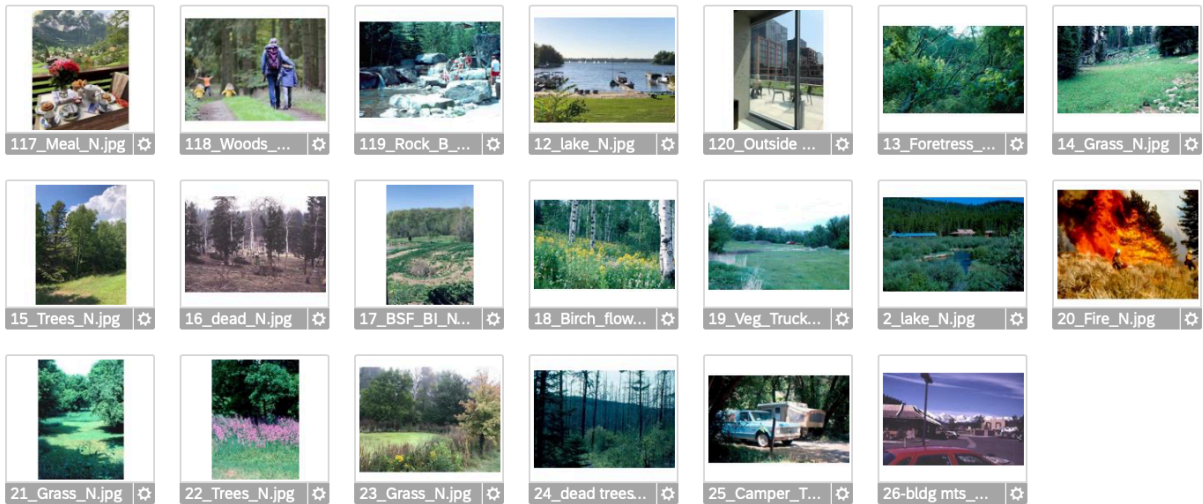 117_Meal_N.jpg
118_Woods_...
119_Rock_B_...
12_lake_N.jpg
120_Outside ...
13_Foretress_...
14_Grass_N.jpg
15_Trees_N.jpg
16_dead_N.jpg
17_BSF_BI_N...
18_Birch_flow...
19_Veg_Truck...
2_lake_N.jpg
20_Fire_N.jpg
21_Grass_N.jpg
22_Trees_N.jpg
23_Grass_N.jpg
24_dead trees...
25_Camper_T...
26-bldg mts_...